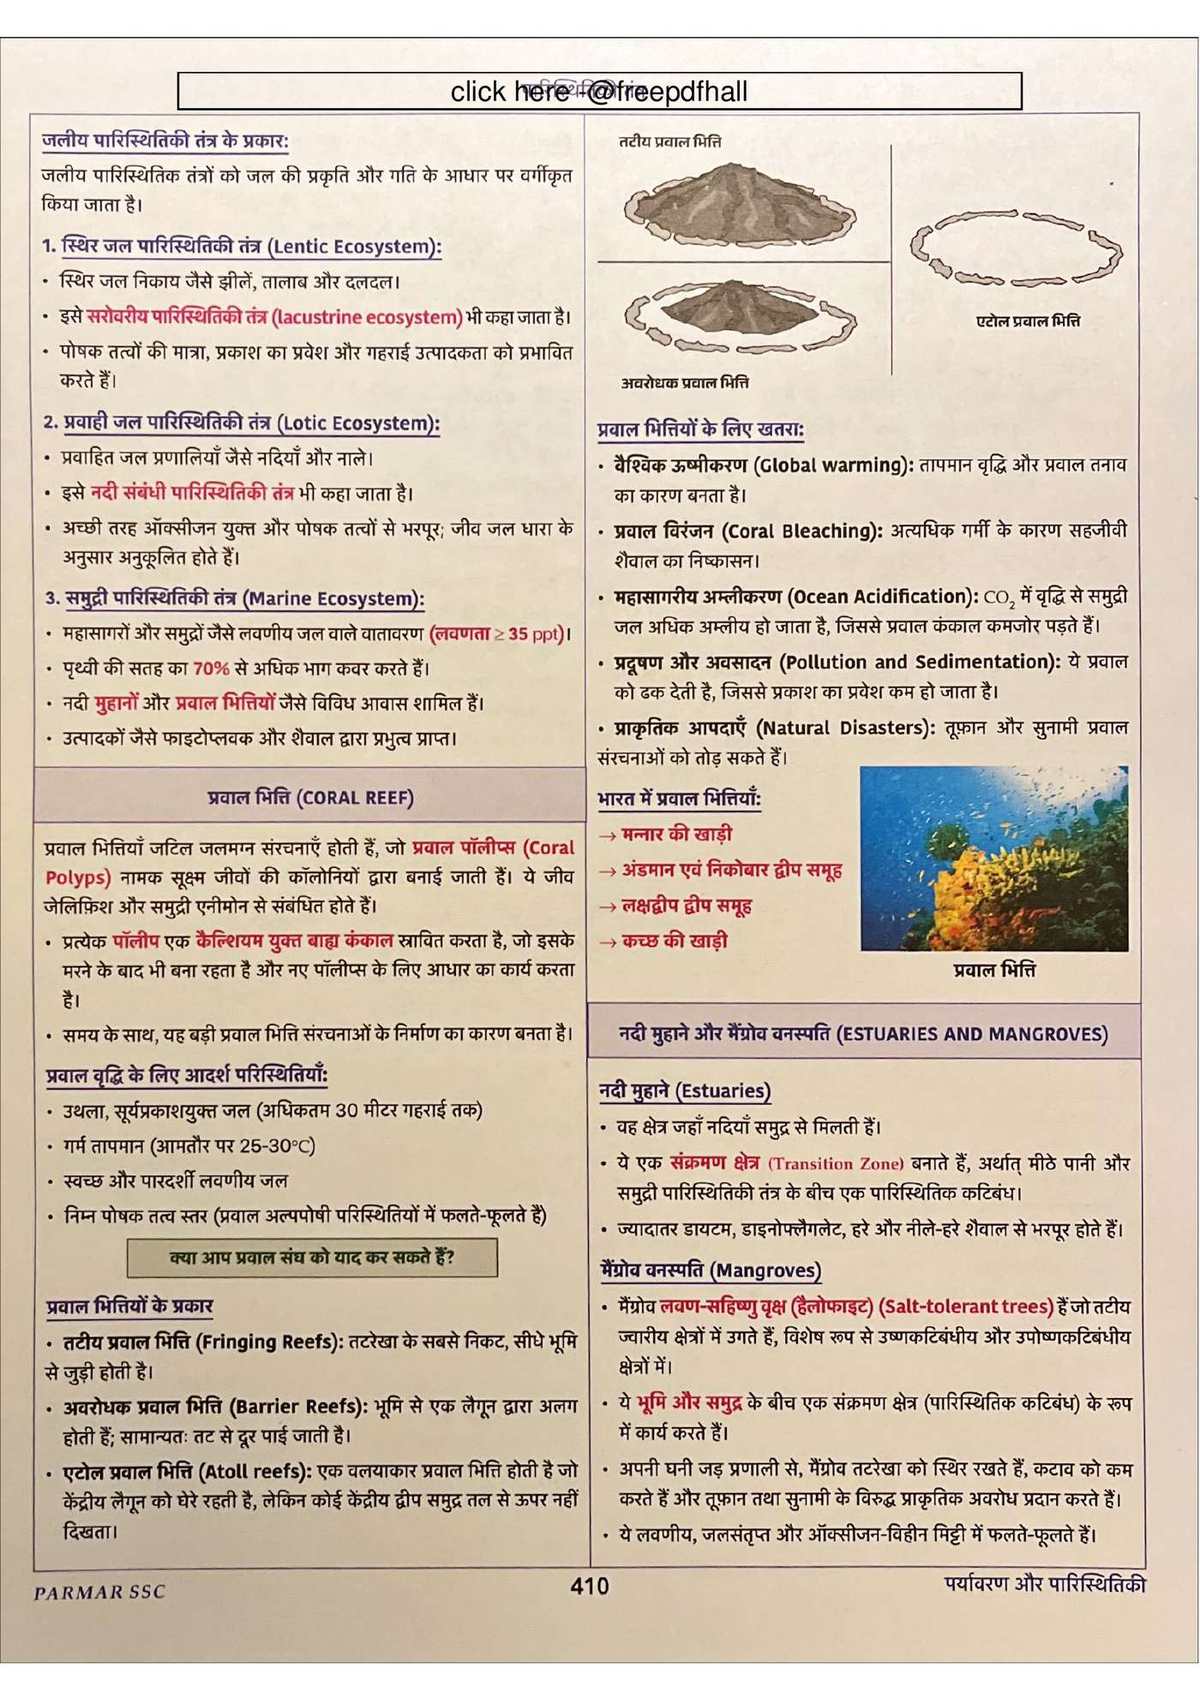 click here -@freepdfhall
जलीय पारिस्थितिकी तंत्र के प्रकार:
जलीय पारिस्थितिक तंत्रों को जल की प्रकृति और गति के आधार पर वर्गीकृत
किया जाता है।
1. स्थिर जल पारिस्थितिकी तंत्र (Lentic Ecosystem):
• स्थिर जल निकाय जैसे झीलें, तालाब और दलदल।
• इसे सरोवरीय पारिस्थितिकी तंत्र (lacustrine ecosystem) भी कहा जाता है।
• पोषक तत्वों की मात्रा, प्रकाश का प्रवेश और गहराई उत्पादकता को प्रभावित
करते हैं।
2. प्रवाही जल पारिस्थितिकी तंत्र (Lotic Ecosystem):
• प्रवाहित जल प्रणालियाँ जैसे नदियाँ और नाले।
• इसे नदी संबंधी पारिस्थितिकी तंत्र भी कहा जाता है।
• अच्छी तरह ऑक्सीजन युक्त और पोषक तत्वों से भरपूर; जीव जल धारा के
अनुसार अनुकूलित होते हैं।
3. समुद्री पारिस्थितिकी तंत्र (Marine Ecosystem):
• महासागरों और समुद्रों जैसे लवणीय जल वाले वातावरण (लवणता ≥ 35 ppt)।
• पृथ्वी की सतह का 70% से अधिक भाग कवर करते हैं।
• नदी मुहानों और प्रवाल भित्तियों जैसे विविध आवास शामिल हैं।
• उत्पादकों जैसे फाइटोप्लवक और शैवाल द्वारा प्रभुत्व प्राप्त।
प्रवाल भित्ति (CORAL REEF)
प्रवाल भित्तियाँ जटिल जलमग्न संरचनाएँ होती हैं, जो प्रवाल पॉलीप्स (Coral
Polyps) नामक सूक्ष्म जीवों की कॉलोनियों द्वारा बनाई जाती हैं। ये जीव
जेलिफ़िश और समुद्री एनीमोन से संबंधित होते हैं।
• प्रत्येक पॉलीप एक कैल्शियम युक्त बाह्य कंकाल स्रावित करता है, जो इसके
मरने के बाद भी बना रहता है और नए पॉलीप्स के लिए आधार का कार्य करता
है।
• समय के साथ, यह बड़ी प्रवाल भित्ति संरचनाओं के निर्माण का कारण बनता है।
प्रवाल वृद्धि के लिए आदर्श परिस्थितियाँ:
• उथला, सूर्यप्रकाशयुक्त जल (अधिकतम 30 मीटर गहराई तक)
• गर्म तापमान (आमतौर पर 25-30°C)
• स्वच्छ और पारदर्शी लवणीय जल
• निम्न पोषक तत्व स्तर (प्रवाल अल्पपोषी परिस्थितियों में फलते-फूलते हैं)
क्या आप प्रवाल संघ को याद कर सकते हैं?
प्रवाल भित्तियों के प्रकार
• तटीय प्रवाल भित्ति (Fringing Reefs): तटरेखा के सबसे निकट, सीधे भूमि
से जुड़ी होती है।
• अवरोधक प्रवाल भित्ति (Barrier Reefs): भूमि से एक लैगून द्वारा अलग
होती हैं; सामान्यतः तट से दूर पाई जाती है।
• एटोल प्रवाल भित्ति (Atoll reefs): एक वलयाकार प्रवाल भित्ति होती है जो
केंद्रीय लैगून को घेरे रहती है, लेकिन कोई केंद्रीय द्वीप समुद्र तल से ऊपर नहीं
दिखता।
तटीय प्रवाल भित्ति
एटोल प्रवाल भित्ति
अवरोधक प्रवाल भित्ति
प्रवाल भित्तियों के लिए खतरा:
• वैश्विक ऊष्मीकरण (Global warming): तापमान वृद्धि और प्रवाल तनाव
का कारण बनता है।
• प्रवाल विरंजन (Coral Bleaching): अत्यधिक गर्मी के कारण सहजीवी
शैवाल का निष्कासन।
• महासागरीय अम्लीकरण (Ocean Acidification): CO₂ में वृद्धि से समुद्री
जल अधिक अम्लीय हो जाता है, जिससे प्रवाल कंकाल कमजोर पड़ते हैं।
• प्रदूषण और अवसादन (Pollution and Sedimentation): ये प्रवाल
को ढक देती है, जिससे प्रकाश का प्रवेश कम हो जाता है।
• प्राकृतिक आपदाएँ (Natural Disasters): तूफ़ान और सुनामी प्रवाल
संरचनाओं को तोड़ सकते हैं।
भारत में प्रवाल भित्तियाँ:
→ मन्नार की खाड़ी
→ अंडमान एवं निकोबार द्वीप समूह
→ लक्षद्वीप द्वीप समूह
→ कच्छ की खाड़ी
प्रवाल भित्ति
नदी मुहाने और मैंग्रोव वनस्पति (ESTUARIES AND MANGROVES)
नदी मुहाने (Estuaries)
• वह क्षेत्र जहाँ नदियाँ समुद्र से मिलती हैं।
• ये एक संक्रमण क्षेत्र (Transition Zone) बनाते हैं, अर्थात् मीठे पानी और
समुद्री पारिस्थितिकी तंत्र के बीच एक पारिस्थितिक कटिबंध।
• ज्यादातर डायटम, डाइनोफ्लैगलेट, हरे और नीले-हरे शैवाल से भरपूर होते हैं।
मैंग्रोव वनस्पति (Mangroves)
• मैंग्रोव लवण-सहिष्णु वृक्ष (हैलोफाइट) (Salt-tolerant trees) हैं जो तटीय
ज्वारीय क्षेत्रों में उगते हैं, विशेष रूप से उष्णकटिबंधीय और उपोष्णकटिबंधीय
क्षेत्रों में।
• ये भूमि और समुद्र के बीच एक संक्रमण क्षेत्र (पारिस्थितिक कटिबंध) के रूप
में कार्य करते हैं।
• अपनी घनी जड़ प्रणाली से, मैंग्रोव तटरेखा को स्थिर रखते हैं, कटाव को कम
करते हैं और तूफ़ान तथा सुनामी के विरुद्ध प्राकृतिक अवरोध प्रदान करते हैं।
• ये लवणीय, जलसंतृप्त और ऑक्सीजन-विहीन मिट्टी में फलते-फूलते हैं।
PARMAR SSC
410
पर्यावरण और पारिस्थितिकी